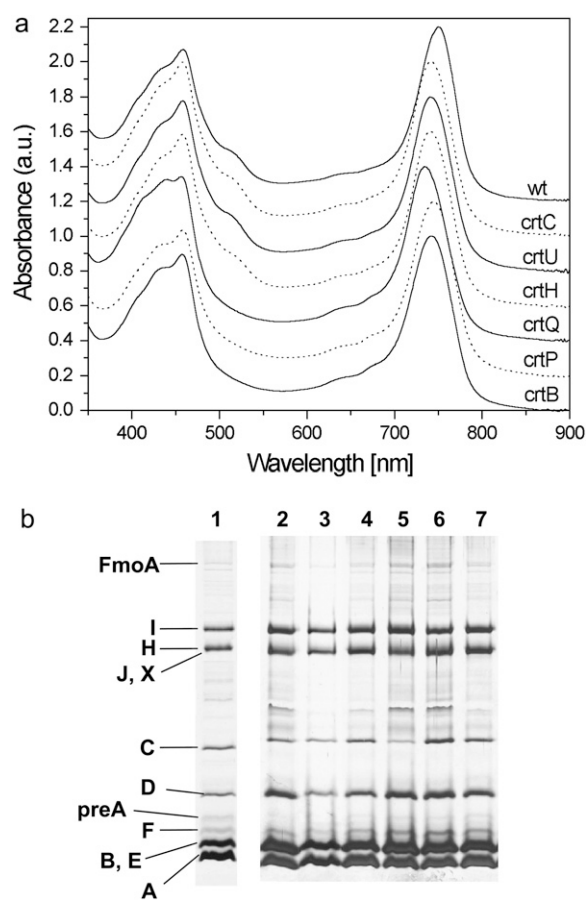 a
2.2
2.0
1.8
1.6
1.4
1.2
1.0
0.8
0.6
0.4
0.2
0.0
Absorbance (a.u.)
wt
crtC
crtU
crtH
crtQ
crtP
crtB
400 500 600 700 800 900
Wavelength [nm]
b
1 2 3 4 5 6 7
FmoA
I
H
J, X
C
D
preA
F
B, E
A